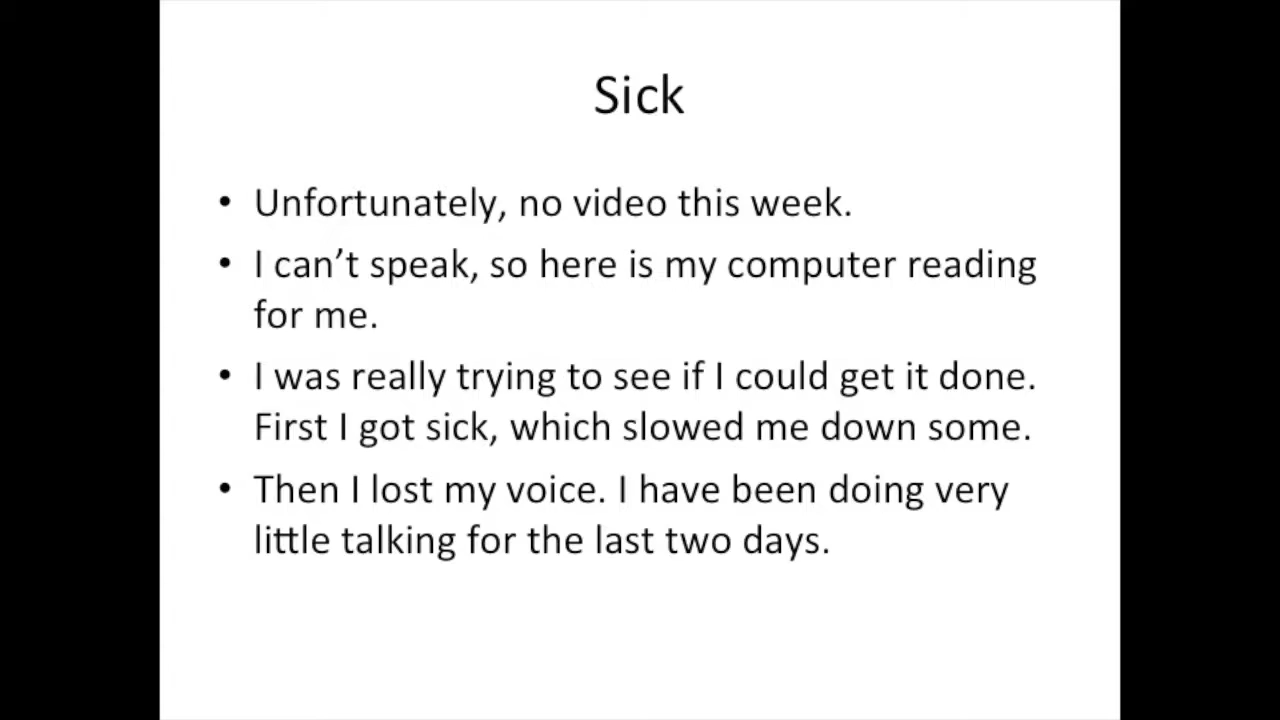 Sick
• Unfortunately, no video this week.
• I can’t speak, so here is my computer reading
for me.
• I was really trying to see if I could get it done.
First I got sick, which slowed me down some.
• Then I lost my voice. I have been doing very
little talking for the last two days.